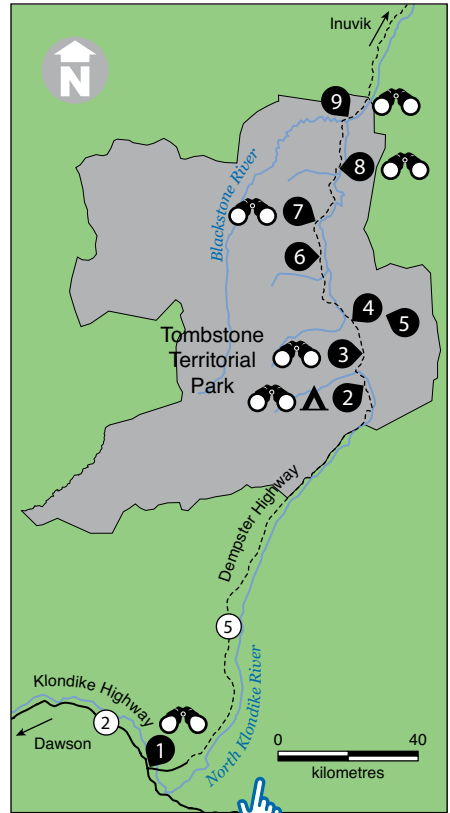 Inuvik
N
9
8
Blackstone River
7
6
4
5
Tombstone
Territorial
Park
3
2
Dempster Highway
5
Klondike Highway
2
Dawson
1
North Klondike River
0
40
kilometres